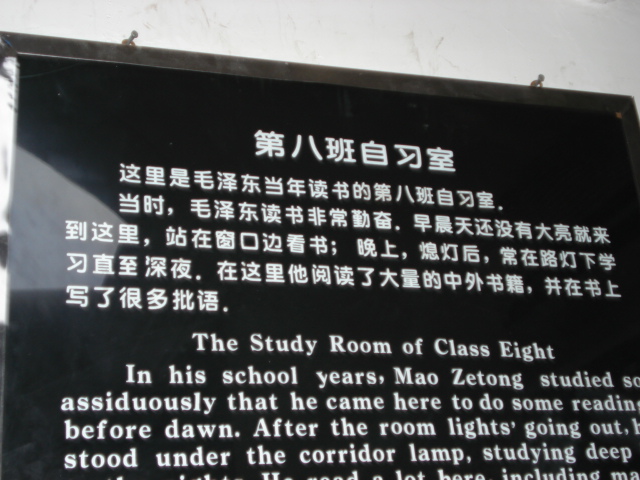 第八班自习室
这里是毛泽东当年读书的第八班自习室.
当时，毛泽东读书非常勤奋. 早晨天还没有大亮就来
到这里，站在窗口边看书；晚上，熄灯后，常在路灯下学
习直至深夜. 在这里他阅读了大量的中外书籍，并在书上
写了很多批语.
The Study Room of Class Eight
In his school years, Mao Zetong studied so
assiduously that he came here to do some reading
before dawn. After the room lights' going out,
stood under the corridor lamp, studying deep
He read a lot here, including